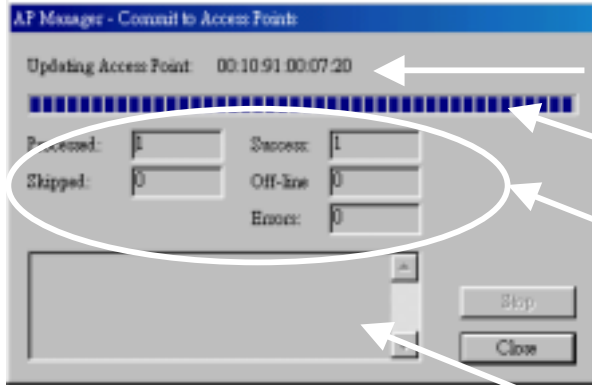 AP Manager - Commit to Access Points
Updating Access Point: 00:10:91:00:07:20
Processed: 1 Success: 1
Skipped: 0 Off-line 0
Errors: 0
Stop
Close